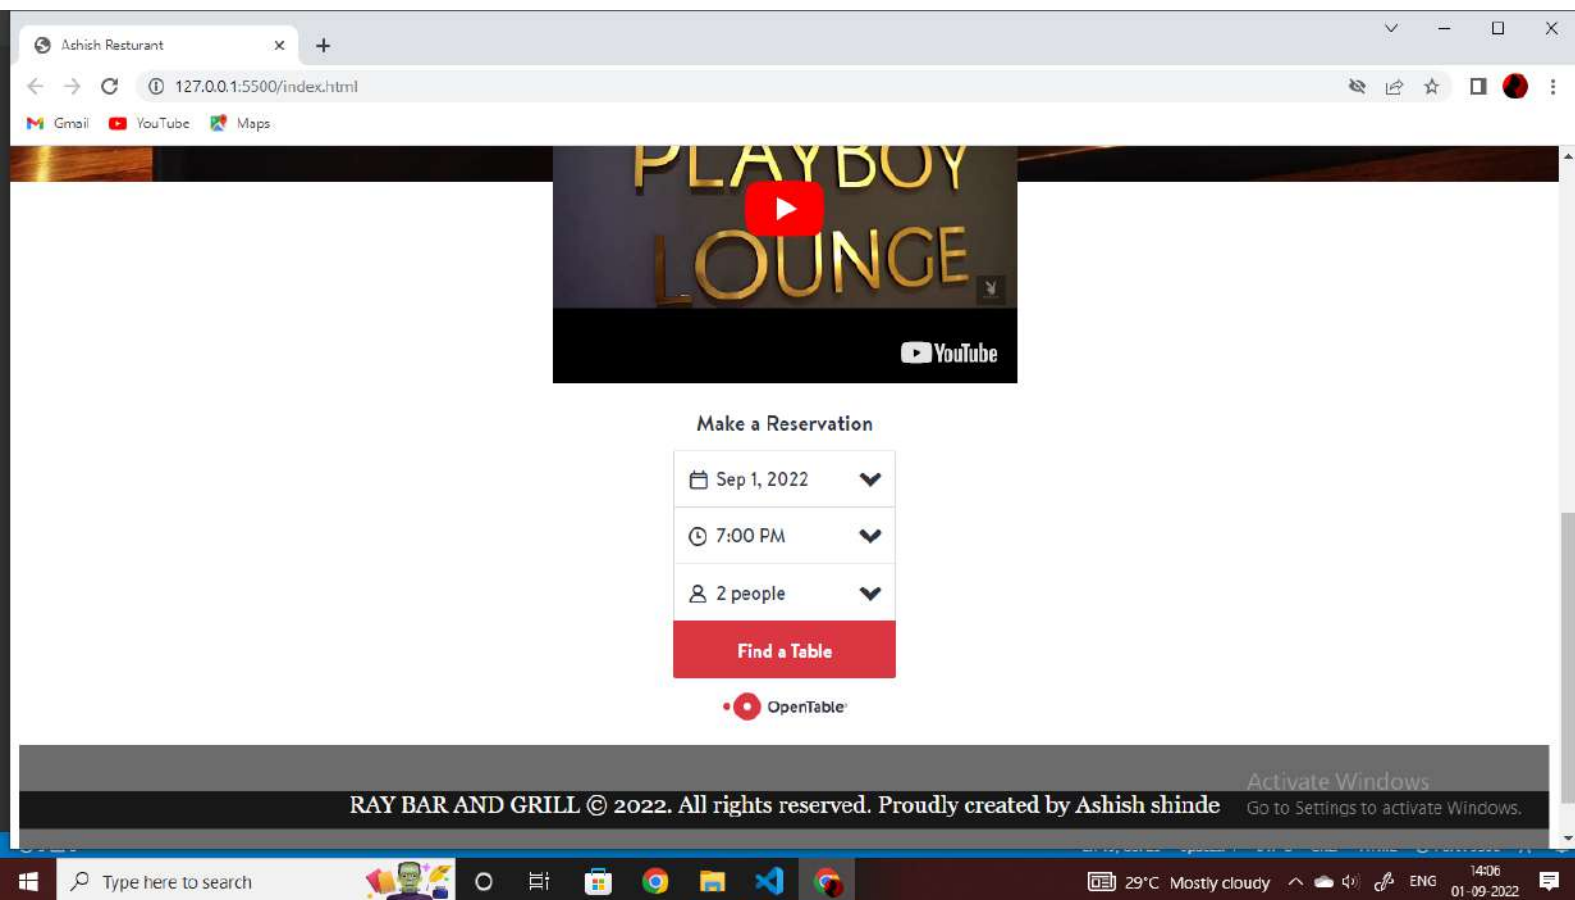 Ashish Resturant
127.0.0.1:5500/index.html
Gmail YouTube Maps
PLAYBOY
LOUNGE
YouTube
Make a Reservation
Sep 1, 2022
7:00 PM
2 people
Find a Table
OpenTable
Activate Windows
RAY BAR AND GRILL © 2022. All rights reserved. Proudly created by Ashish shinde
Go to Settings to activate Windows.
Type here to search
29°C Mostly cloudy
ENG
14:06
01-09-2022